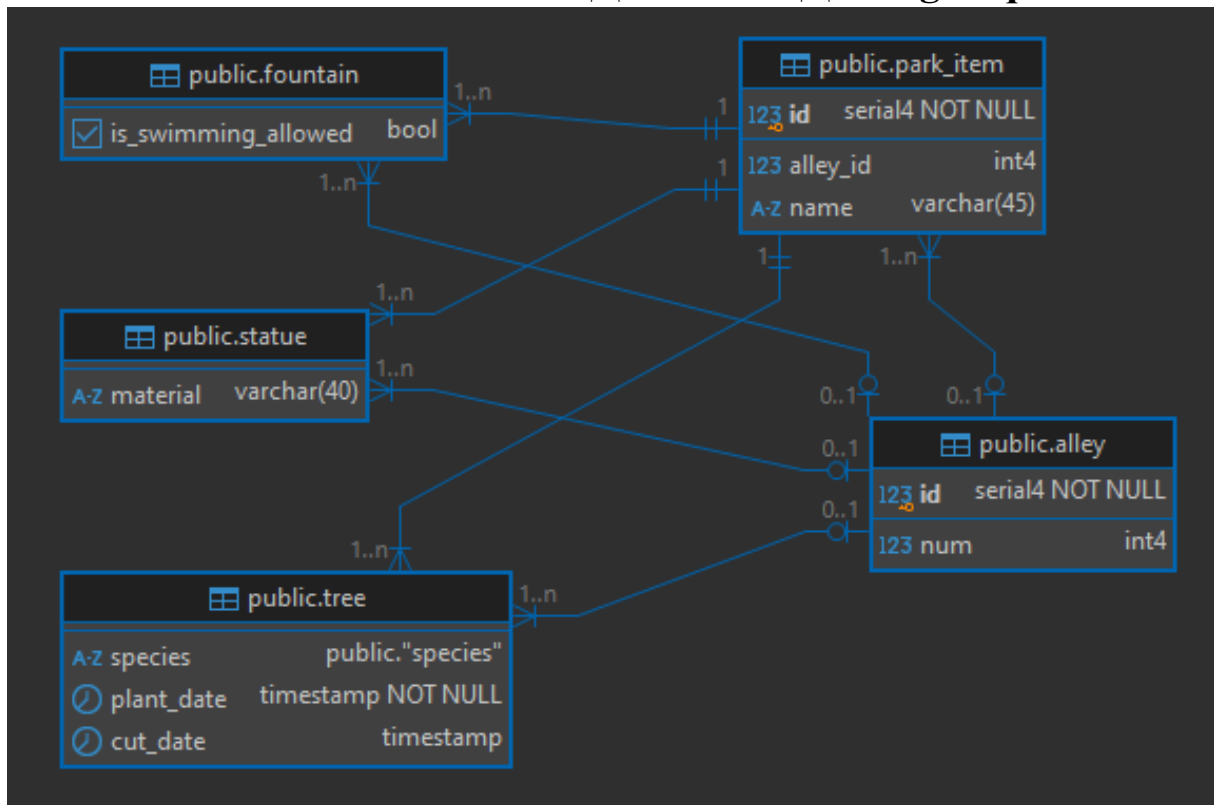 public.fountain
is_swimming_allowed bool
1..n
1..n
public.park_item
123 id serial4 NOT NULL
123 alley_id int4
A-Z name varchar(45)
1
1
1
1..n
public.statue
A-Z material varchar(40)
1..n
1..n
0..1
0..1
0..1
0..1
public.alley
123 id serial4 NOT NULL
123 num int4
1..n
1..n
public.tree
A-Z species public."species"
plant_date timestamp NOT NULL
cut_date timestamp